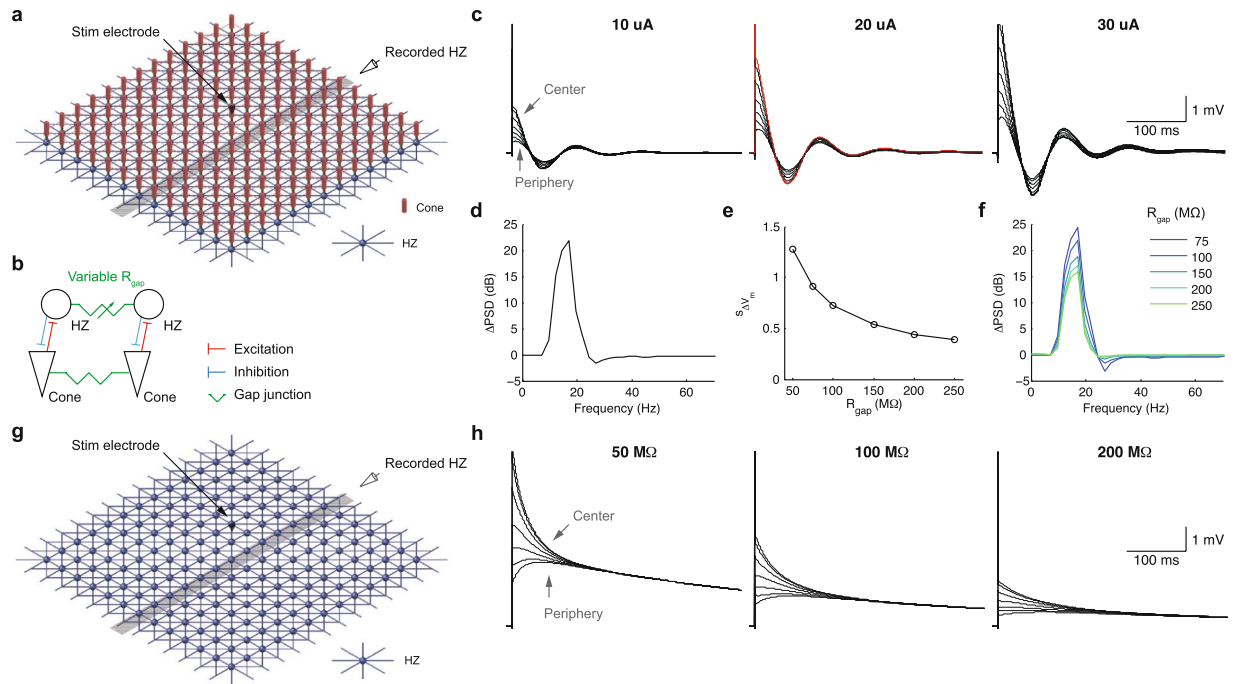 a
Stim electrode
Recorded HZ
Cone
HZ
b
Variable Rgap
HZ
HZ
Cone
Cone
Excitation
Inhibition
Gap junction
c
10 uA
20 uA
30 uA
Center
Periphery
1 mV
100 ms
d
25
20
15
10
5
0
−5
ΔPSD (dB)
0
20
40
60
Frequency (Hz)
e
1.5
1
0.5
0
sΔVm
50
100
150
200
250
Rgap (MΩ)
f
25
20
15
10
5
0
−5
ΔPSD (dB)
0
20
40
60
Frequency (Hz)
Rgap (MΩ)
75
100
150
200
250
g
Stim electrode
Recorded HZ
HZ
h
50 MΩ
100 MΩ
200 MΩ
Center
Periphery
1 mV
100 ms